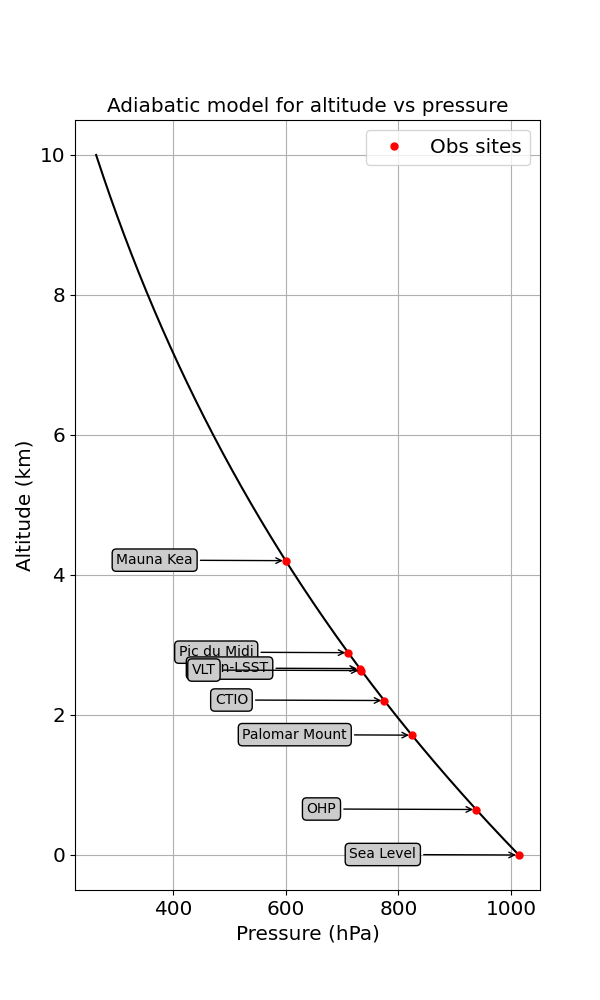 Adiabatic model for altitude vs pressure
Obs sites
10
8
6
4
2
0
Altitude (km)
Mauna Kea
Pic du Midi
n-LSST
VLT
CTIO
Palomar Mount
OHP
Sea Level
400 600 800 1000
Pressure (hPa)